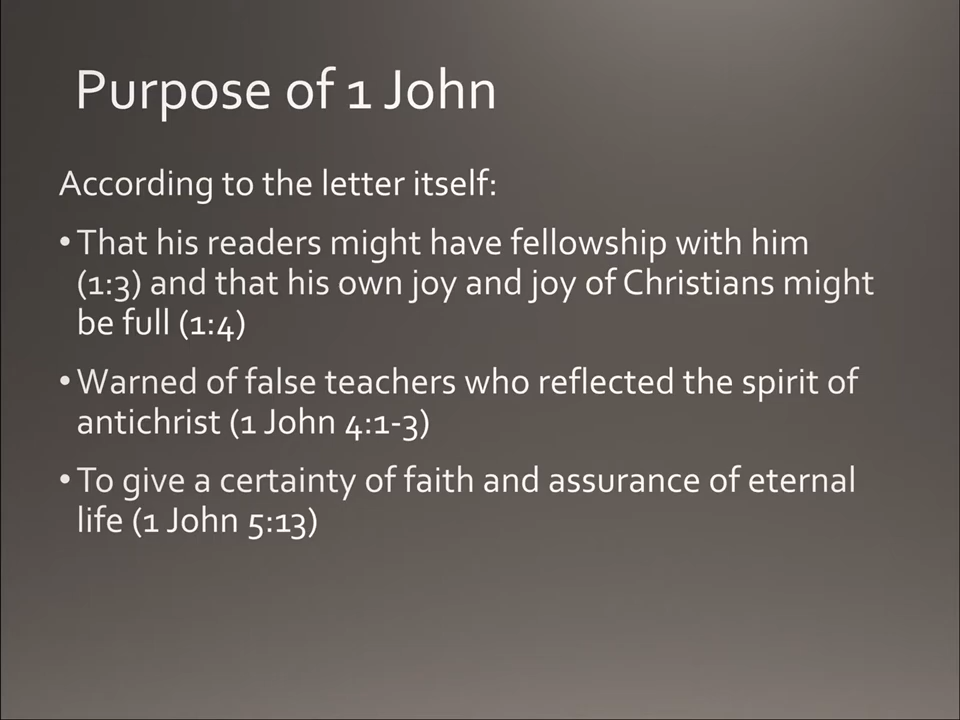 Purpose of 1 John
According to the letter itself:
• That his readers might have fellowship with him
(1:3) and that his own joy and joy of Christians might
be full (1:4)
• Warned of false teachers who reflected the spirit of
antichrist (1 John 4:1-3)
• To give a certainty of faith and assurance of eternal
life (1 John 5:13)